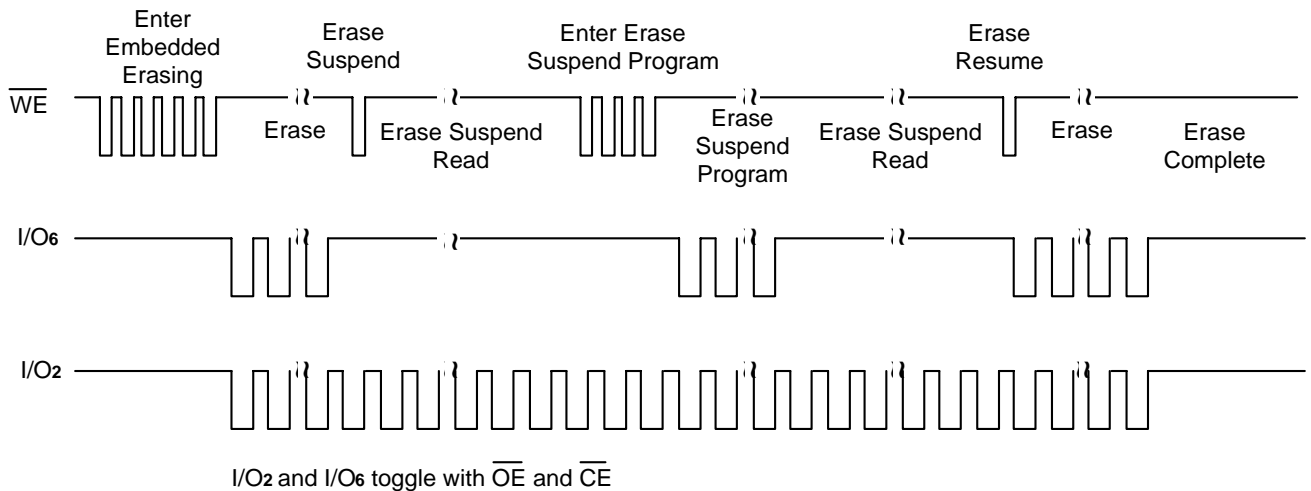 Enter
Embedded
Erasing
Erase
Suspend
Enter Erase
Suspend Program
Erase
Resume
WE
Erase
Erase Suspend
Read
Erase
Suspend
Program
Erase Suspend
Read
Erase
Erase
Complete
I/O6
I/O2
I/O2 and I/O6 toggle with OE and CE